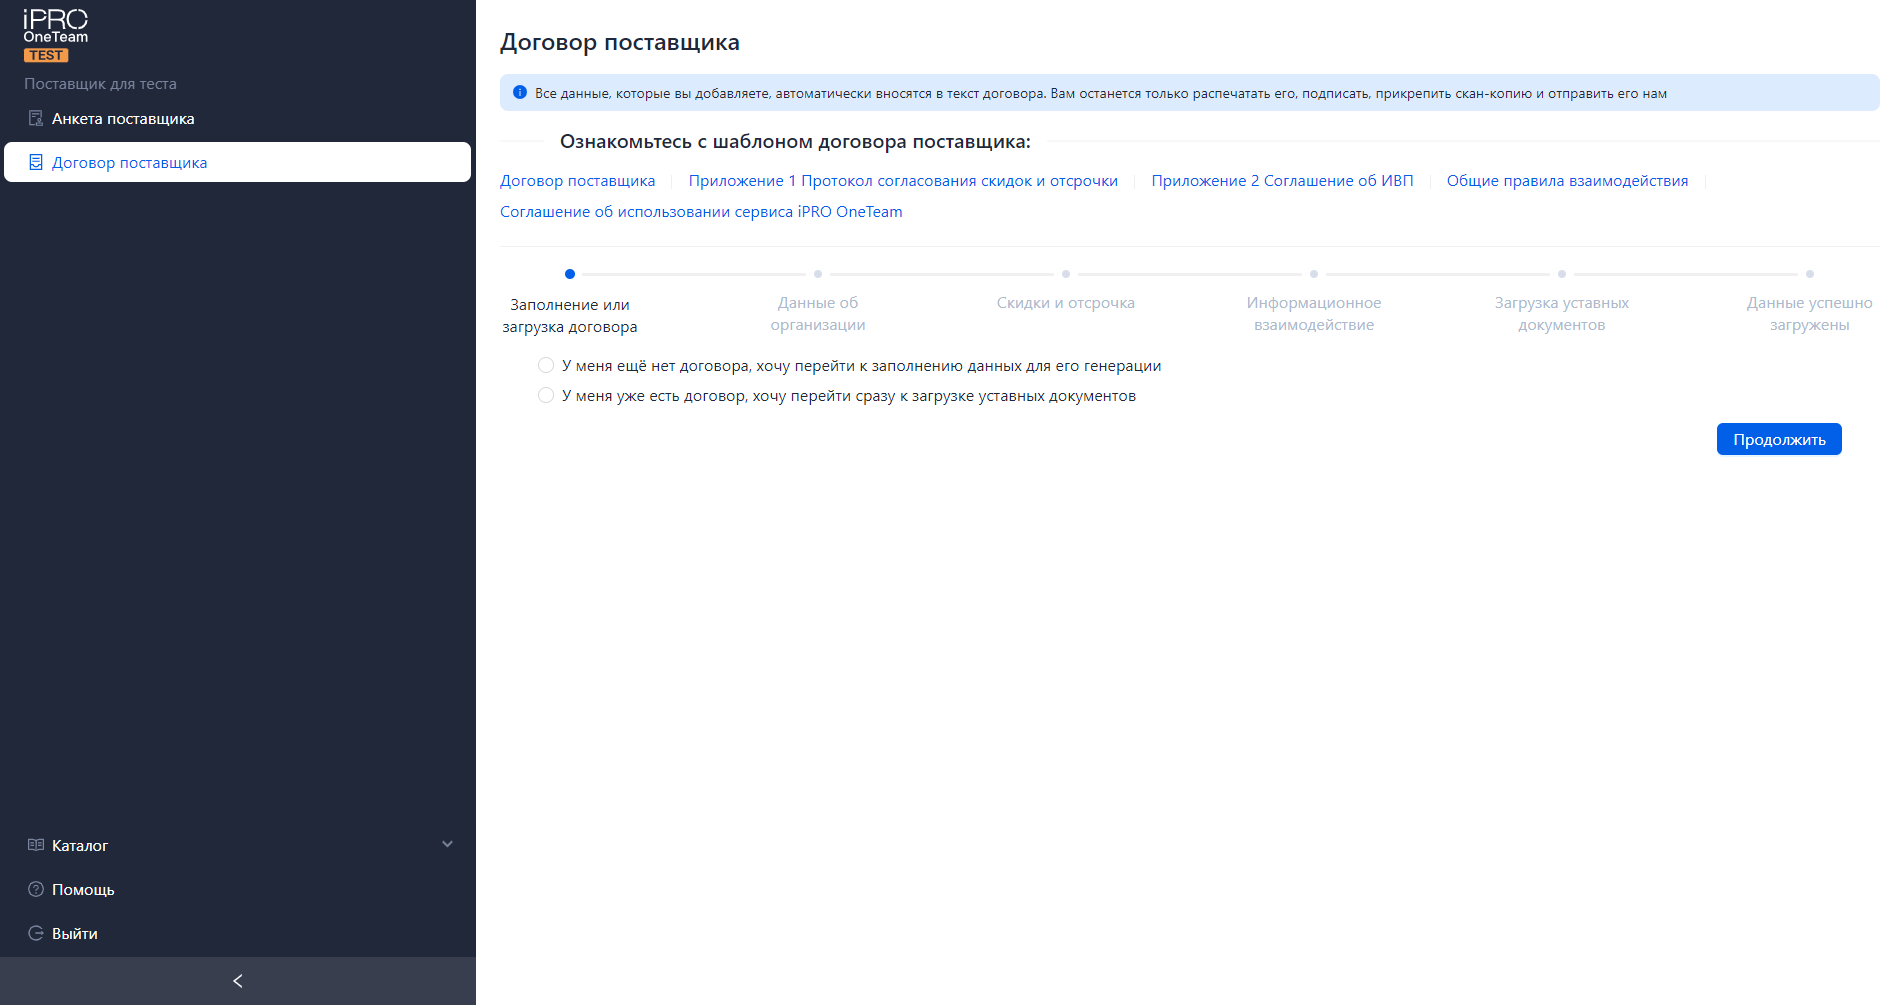 iPRO
OneTeam
TEST
Поставщик для теста
Анкета поставщика
Договор поставщика
Каталог
Помощь
Выйти
Договор поставщика
Все данные, которые вы добавляете, автоматически вносятся в текст договора. Вам останется только распечатать его, подписать, прикрепить скан-копию и отправить его нам
Ознакомьтесь с шаблоном договора поставщика:
Договор поставщика
Приложение 1 Протокол согласования скидок и отсрочки
Приложение 2 Соглашение об ИВП
Общие правила взаимодействия
Соглашение об использовании сервиса iPRO OneTeam
Заполнение или
загрузка договора
Данные об
организации
Скидки и отсрочка
Информационное
взаимодействие
Загрузка уставных
документов
Данные успешно
загружены
У меня ещё нет договора, хочу перейти к заполнению данных для его генерации
У меня уже есть договор, хочу перейти сразу к загрузке уставных документов
Продолжить